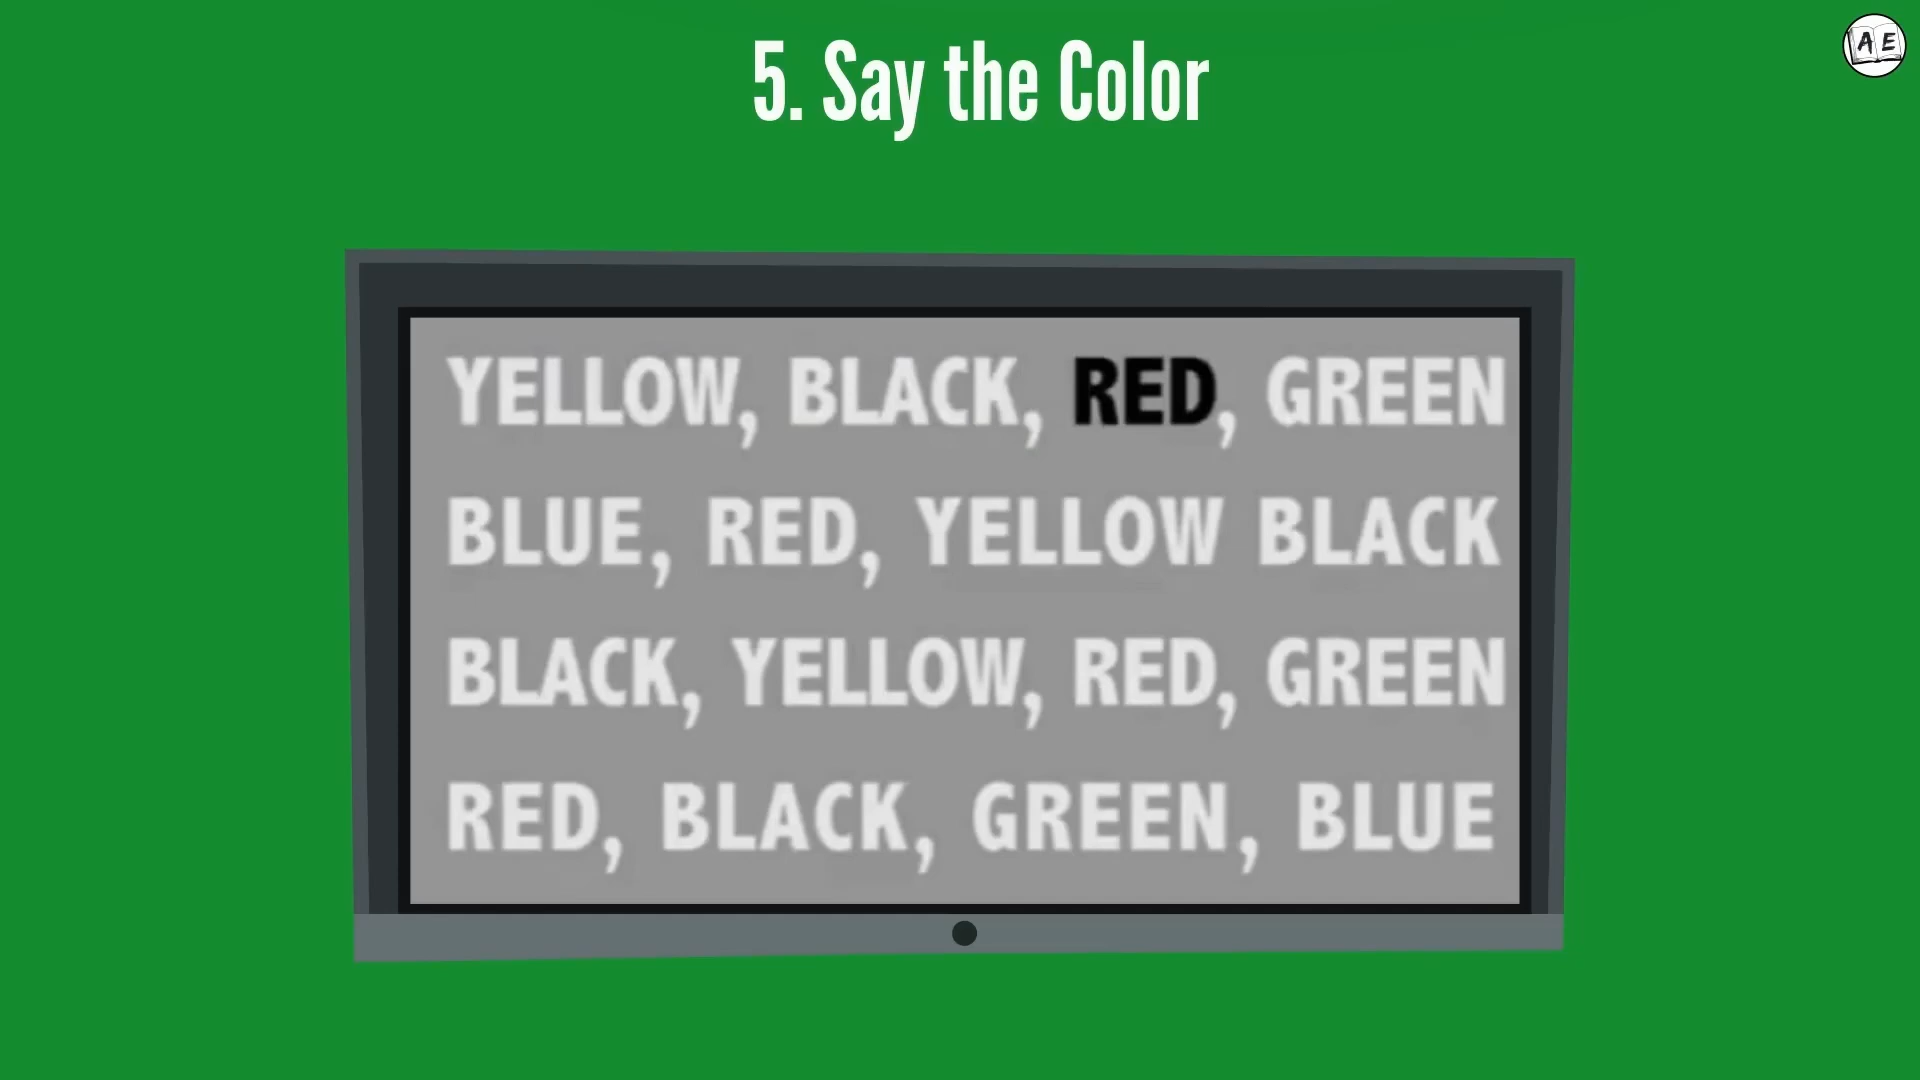 5. Say the Color
A E
YELLOW, BLACK, RED, GREEN
BLUE, RED, YELLOW BLACK
BLACK, YELLOW, RED, GREEN
RED, BLACK, GREEN, BLUE